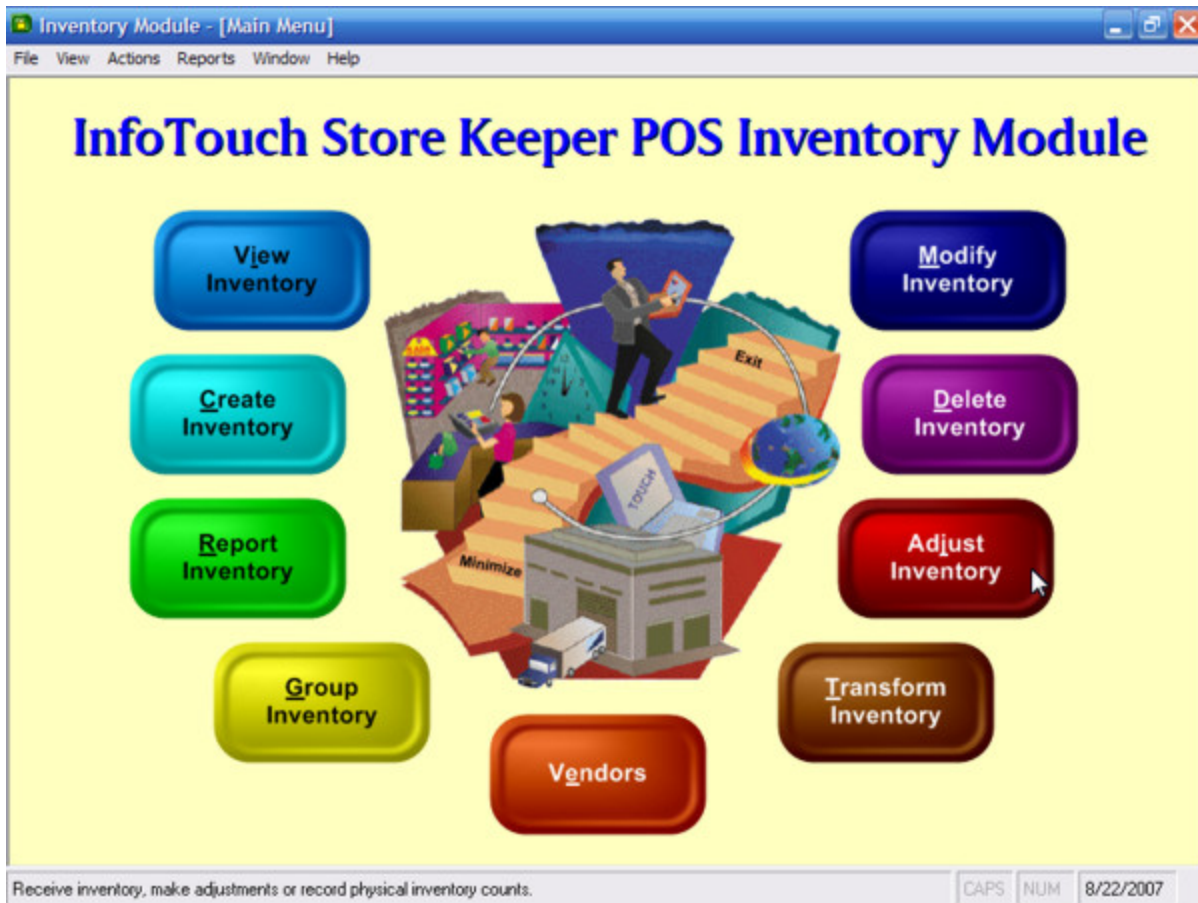 Inventory Module - [Main Menu]
File View Actions Reports Window Help
InfoTouch Store Keeper POS Inventory Module
View
Inventory
Modify
Inventory
Create
Inventory
Exit
Delete
Inventory
TOUCH
Report
Inventory
Minimize
Adjust
Inventory
Group
Inventory
Transform
Inventory
Vendors
Receive inventory, make adjustments or record physical inventory counts.
CAPS NUM 8/22/2007